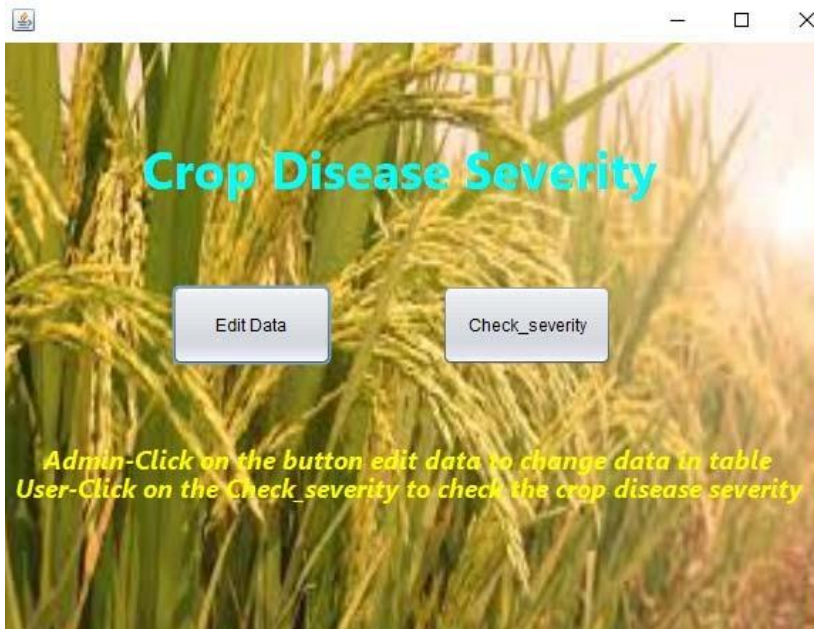 Crop Disease Severity
Edit Data
Check_severity
Admin-Click on the button edit data to change data in table
User-Click on the Check_severity to check the crop disease severity